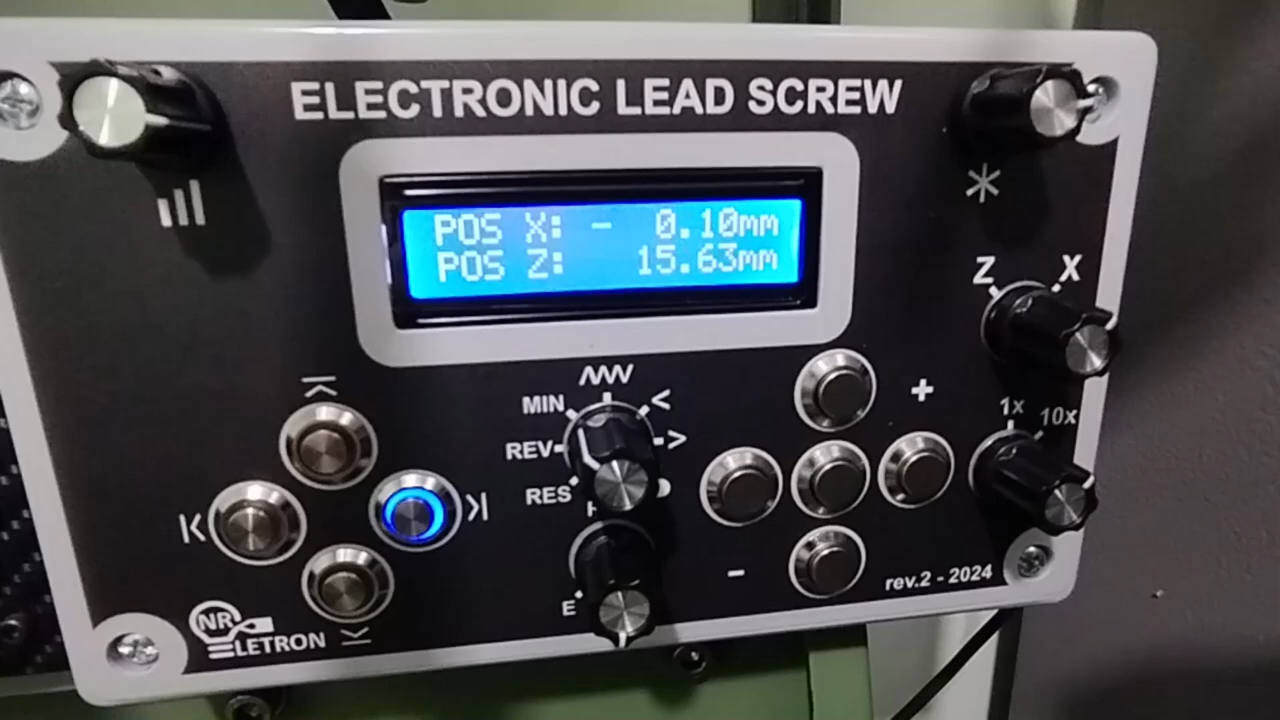 ELECTRONIC LEAD SCREW
POS X: - 0.10mm
POS Z: 15.63mm
Z X
1x 10x
MIN <
REV >
RES
+
-
E
rev.2 - 2024
NR
ELETRON